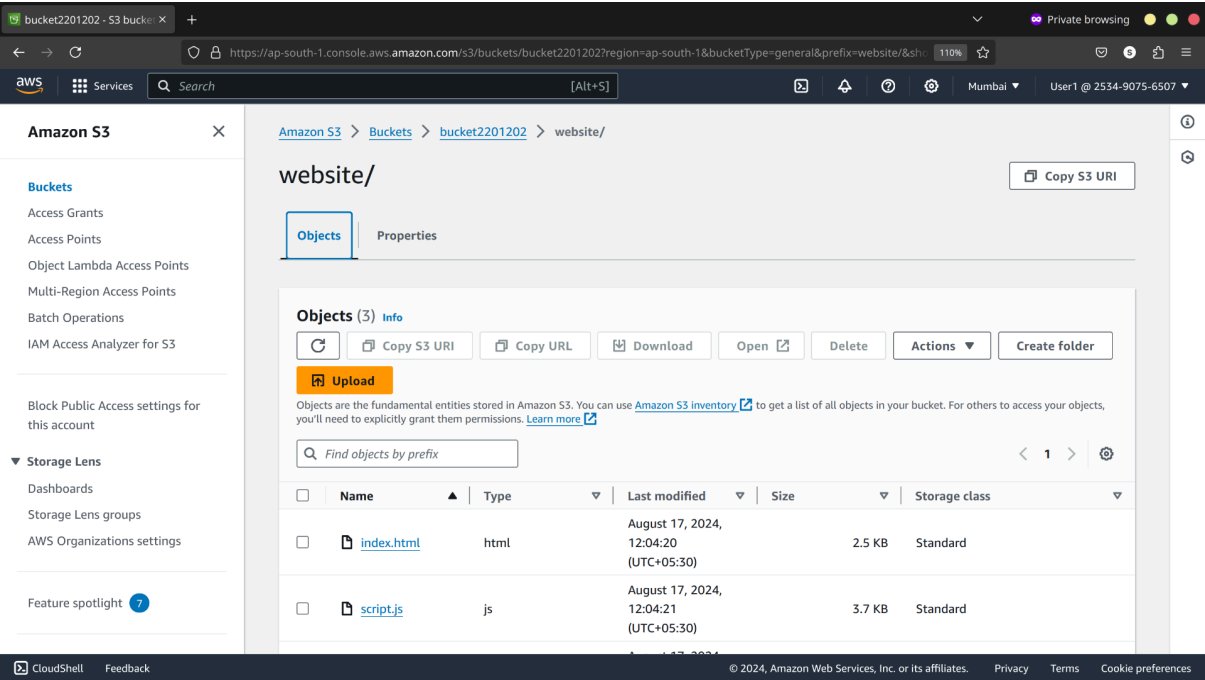 bucket2201202 - S3 bucke
Private browsing
https://ap-south-1.console.aws.amazon.com/s3/buckets/bucket2201202?region=ap-south-1&bucketType=general&prefix=website/&sho
110%
S
aws
Services
Search
[Alt+S]
Mumbai ▼
User1 @ 2534-9075-6507 ▼
Amazon S3
Buckets
Access Grants
Access Points
Object Lambda Access Points
Multi-Region Access Points
Batch Operations
IAM Access Analyzer for S3
Block Public Access settings for
this account
▼ Storage Lens
Dashboards
Storage Lens groups
AWS Organizations settings
Feature spotlight 7
Amazon S3 > Buckets > bucket2201202 > website/
website/
Copy S3 URI
Objects
Properties
Objects (3) Info
Copy S3 URI
Copy URL
Download
Open
Delete
Actions ▼
Create folder
Upload
Objects are the fundamental entities stored in Amazon S3. You can use Amazon S3 inventory to get a list of all objects in your bucket. For others to access your objects,
you'll need to explicitly grant them permissions. Learn more
Find objects by prefix
< 1 >
Name
Type
Last modified
Size
Storage class
index.html
html
August 17, 2024,
12:04:20
(UTC+05:30)
2.5 KB
Standard
script.js
js
August 17, 2024,
12:04:21
(UTC+05:30)
3.7 KB
Standard
CloudShell
Feedback
© 2024, Amazon Web Services, Inc. or its affiliates.
Privacy
Terms
Cookie preferences